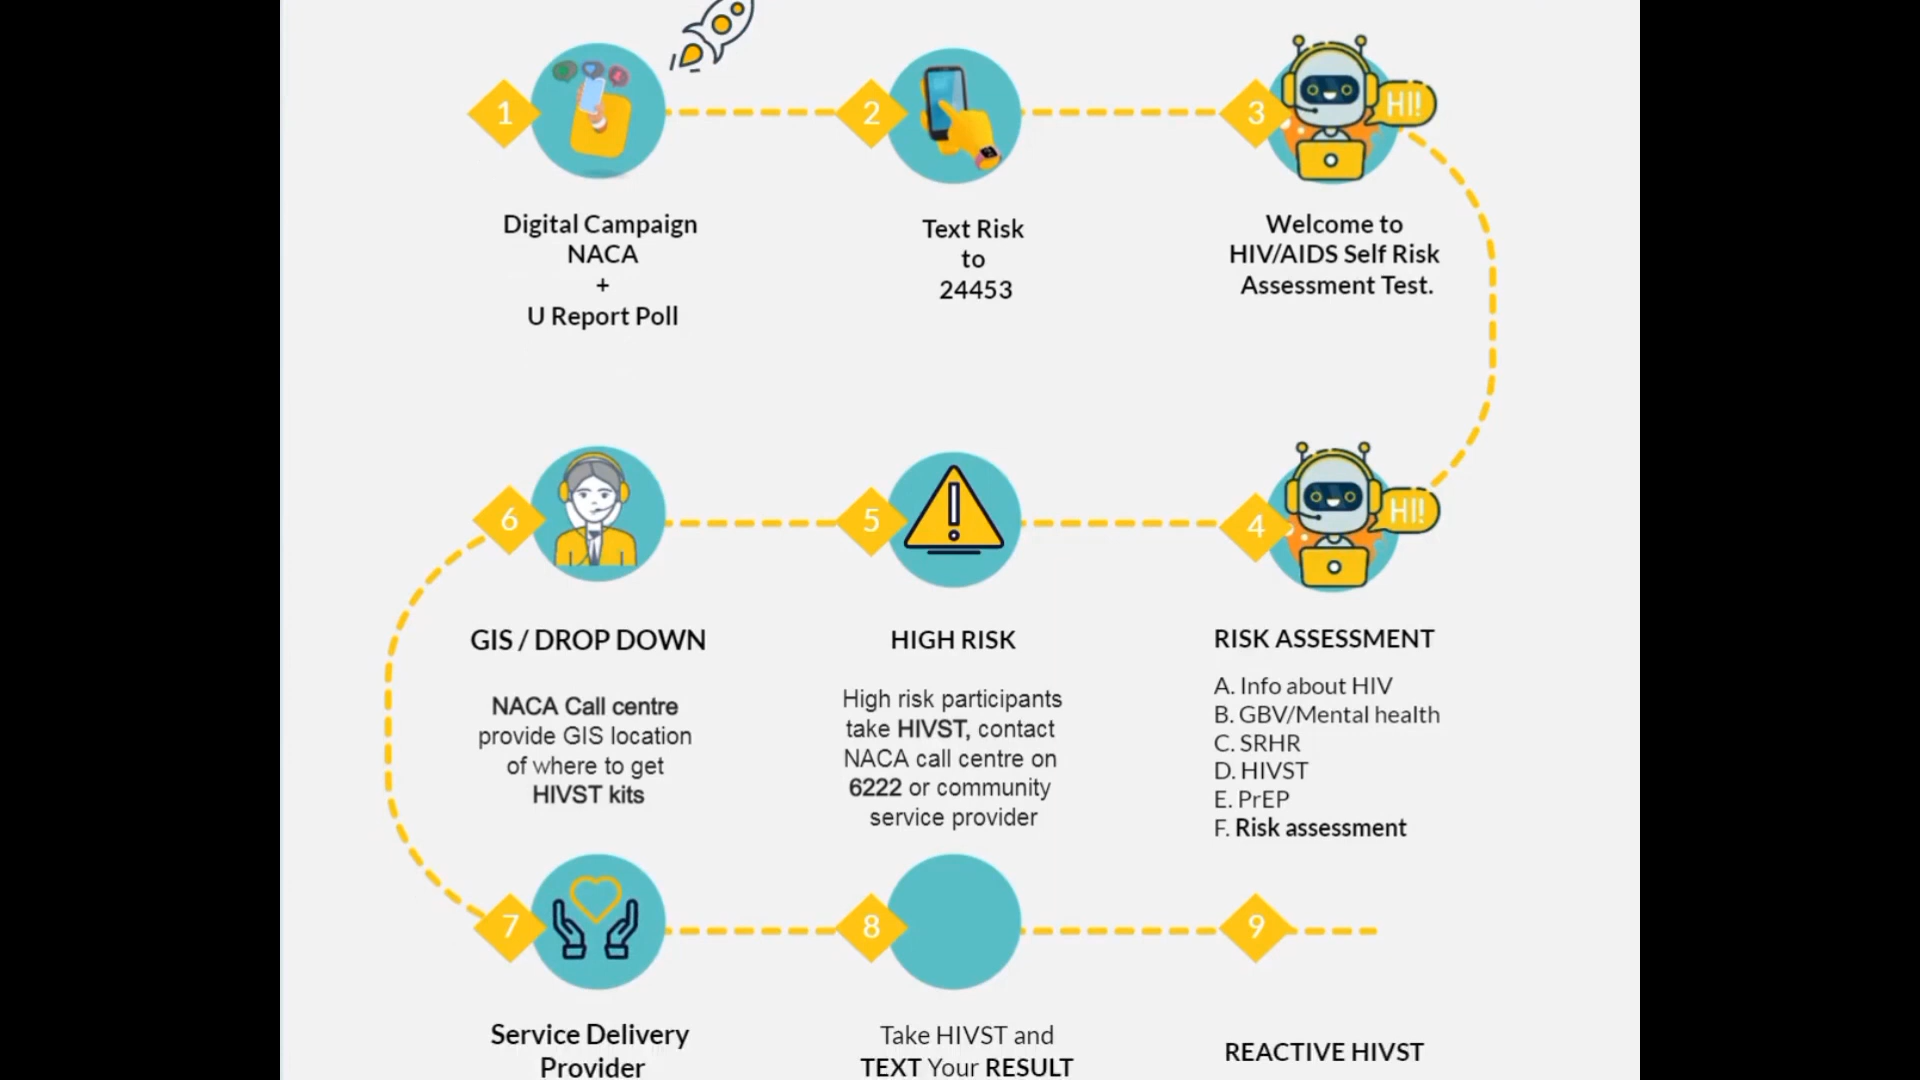 1
Digital Campaign
NACA
+
U Report Poll
2
Text Risk
to
24453
3
HI!
Welcome to
HIV/AIDS Self Risk
Assessment Test.
4
HI!
RISK ASSESSMENT
A. Info about HIV
B. GBV/Mental health
C. SRHR
D. HIVST
E. PrEP
F. Risk assessment
5
HIGH RISK
High risk participants
take HIVST, contact
NACA call centre on
6222 or community
service provider
6
GIS / DROP DOWN
NACA Call centre
provide GIS location
of where to get
HIVST kits
7
Service Delivery
Provider
8
Take HIVST and
TEXT Your RESULT
9
REACTIVE HIVST